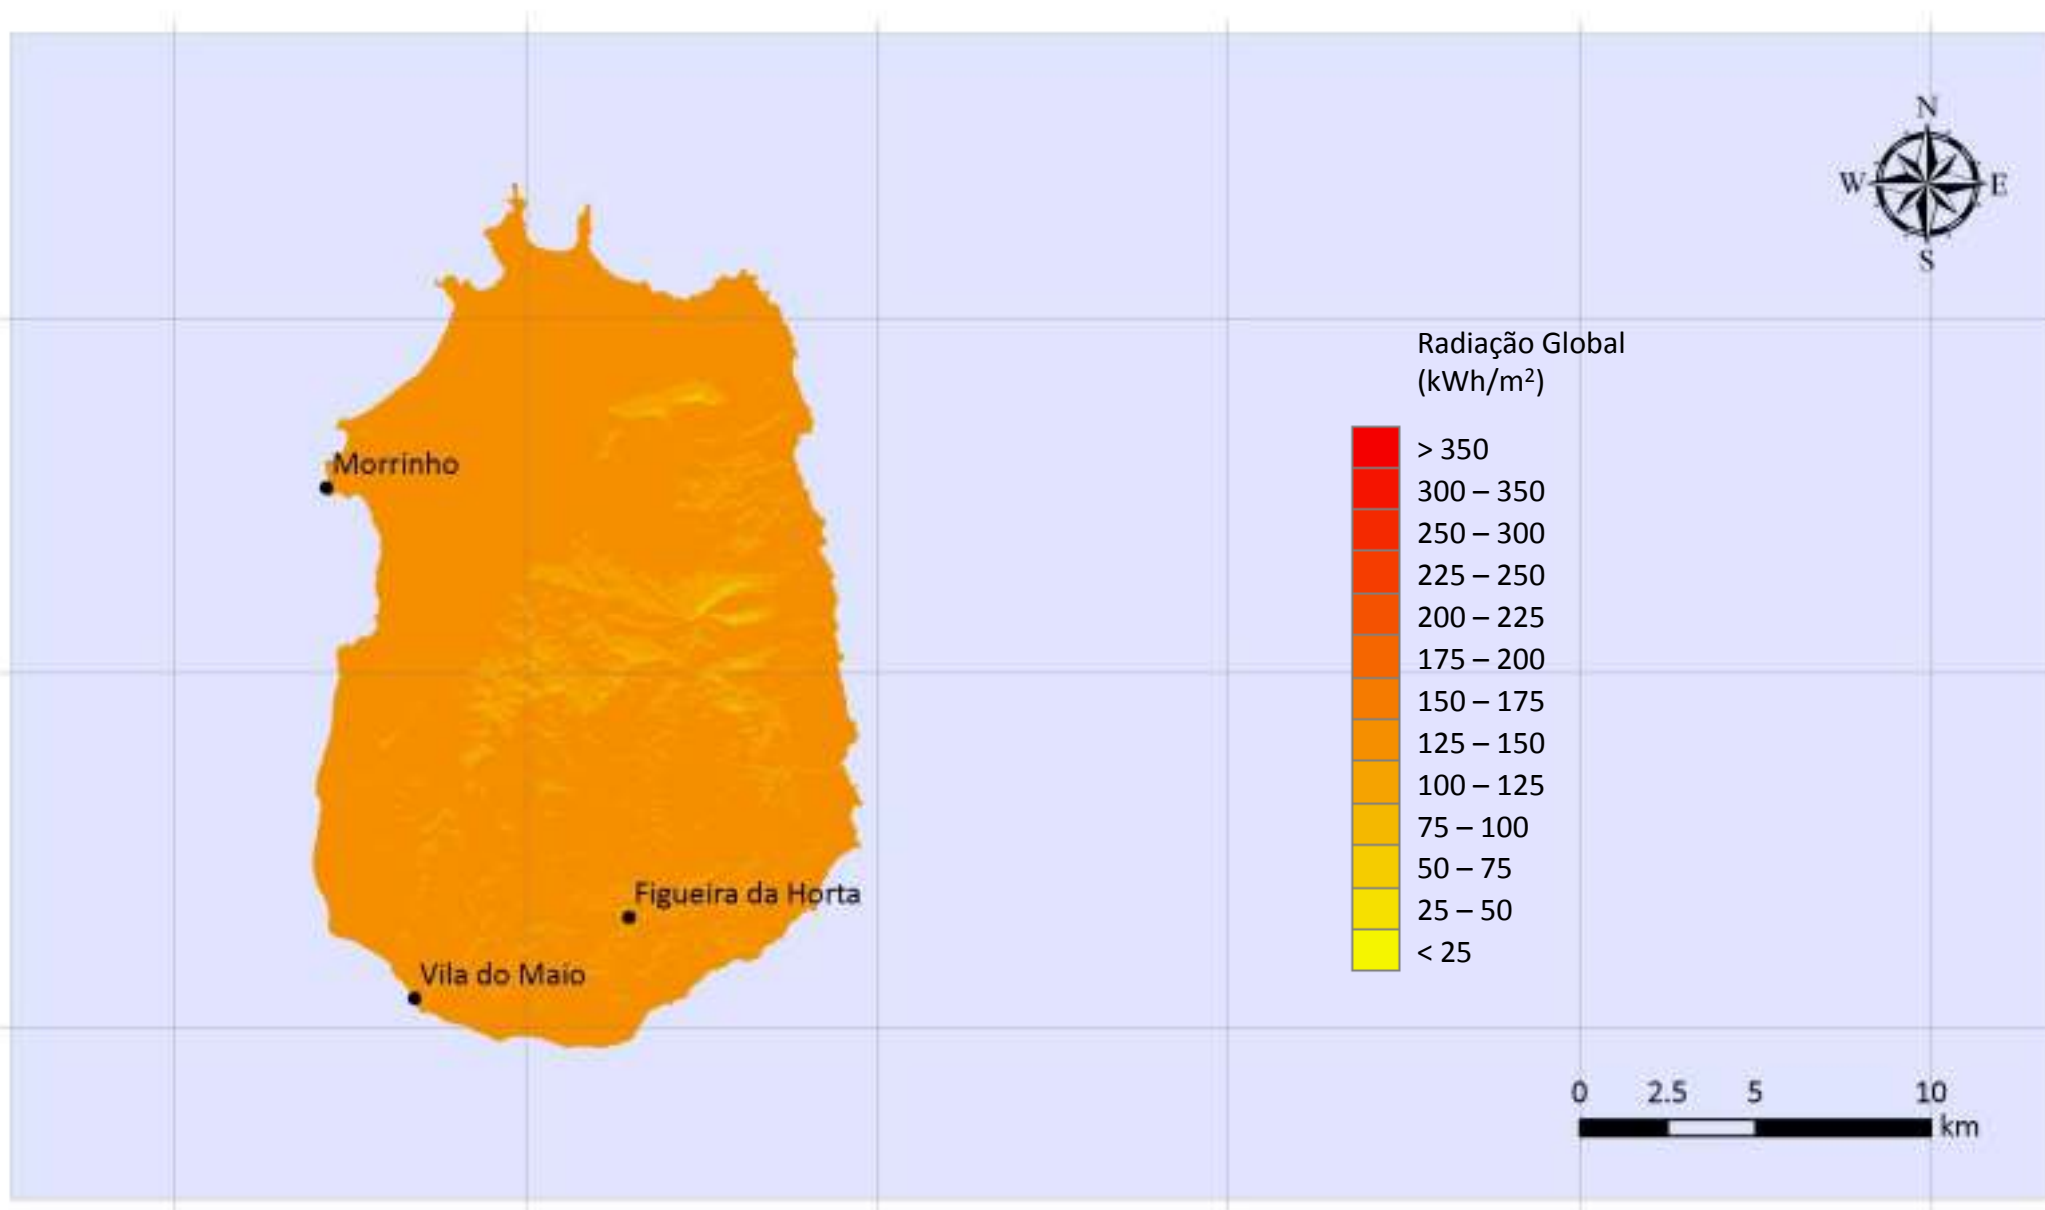 N
W E
S
Radiação Global
(kWh/m²)
> 350
300 – 350
250 – 300
225 – 250
200 – 225
175 – 200
150 – 175
125 – 150
100 – 125
75 – 100
50 – 75
25 – 50
< 25
Morrinho
Figueira da Horta
Vila do Maio
0 2.5 5 10
km